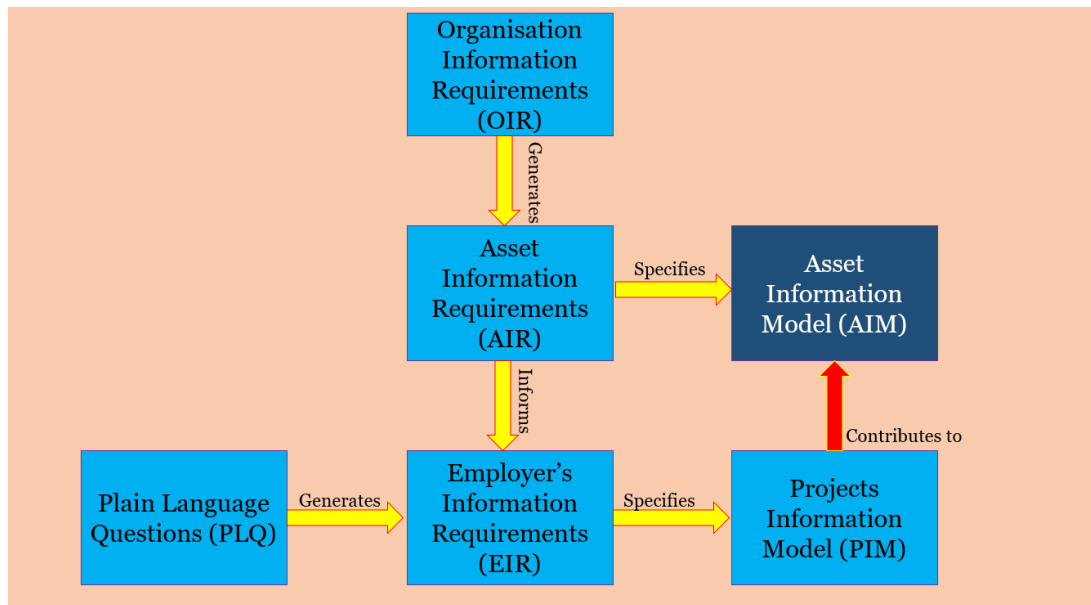 Organisation
Information
Requirements
(OIR)
Generates
Asset
Information
Requirements
(AIR)
Specifies
Asset
Information
Model (AIM)
Informs
Contributes to
Plain Language
Questions (PLQ)
Generates
Employer’s
Information
Requirements
(EIR)
Specifies
Projects
Information
Model (PIM)